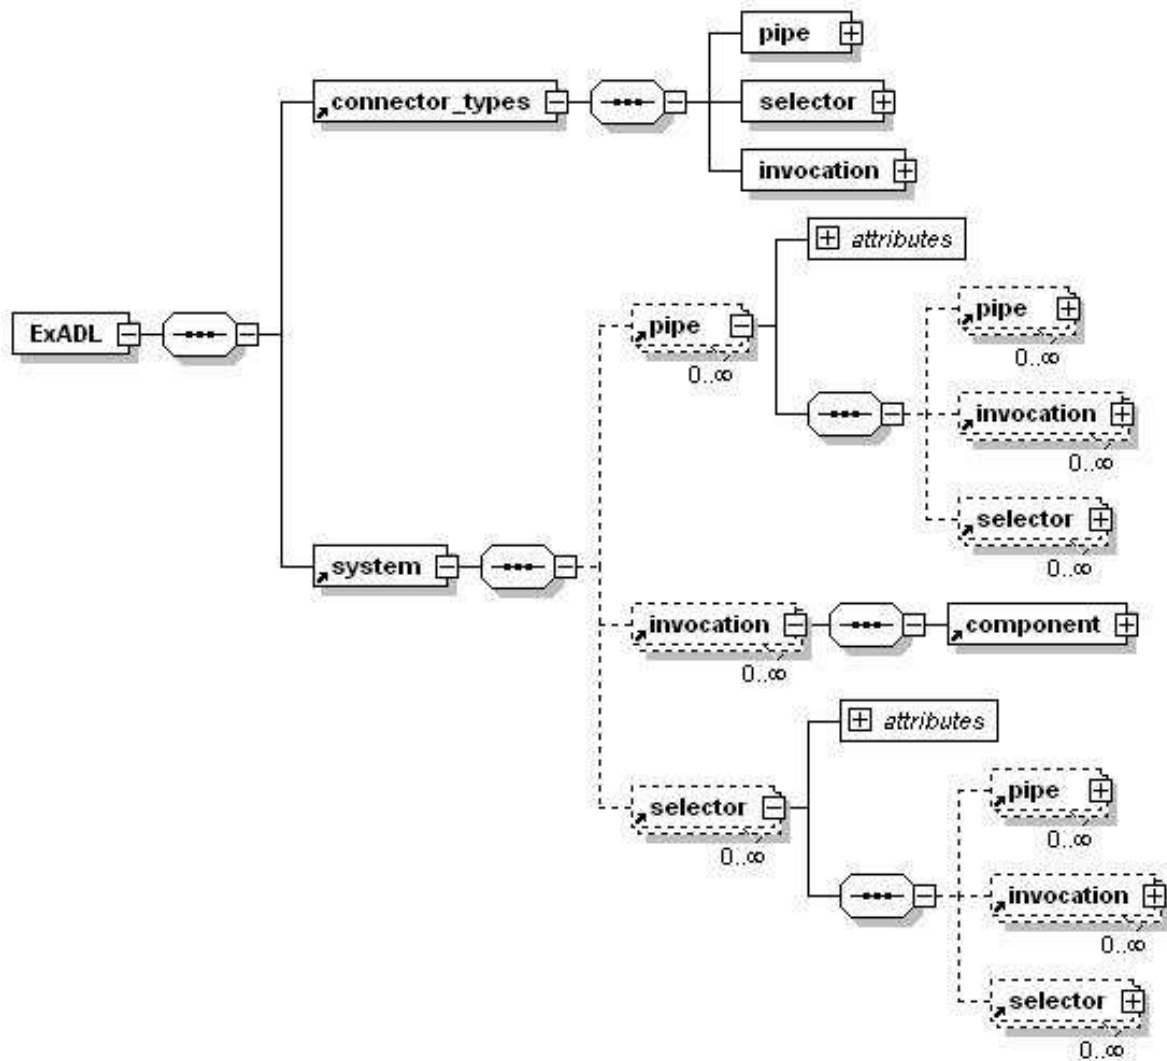 pipe
connector_types
selector
invocation
attributes
pipe
0..∞
pipe
0..∞
ExADL
invocation
0..∞
selector
0..∞
system
invocation
0..∞
component
attributes
selector
0..∞
pipe
0..∞
invocation
0..∞
selector
0..∞